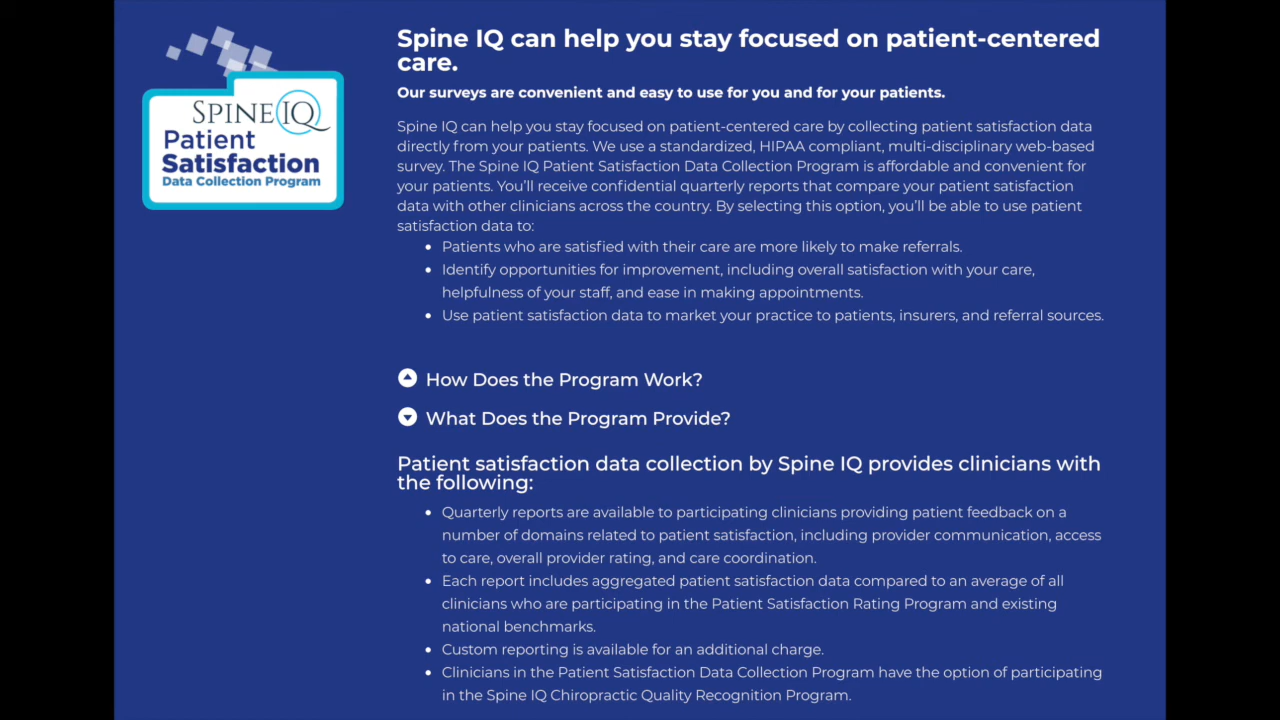 SPINE IQ
Patient
Satisfaction
Data Collection Program
Spine IQ can help you stay focused on patient-centered
care.
Our surveys are convenient and easy to use for you and for your patients.
Spine IQ can help you stay focused on patient-centered care by collecting patient satisfaction data
directly from your patients. We use a standardized, HIPAA compliant, multi-disciplinary web-based
survey. The Spine IQ Patient Satisfaction Data Collection Program is affordable and convenient for
your patients. You’ll receive confidential quarterly reports that compare your patient satisfaction
data with other clinicians across the country. By selecting this option, you’ll be able to use patient
satisfaction data to:
• Patients who are satisfied with their care are more likely to make referrals.
• Identify opportunities for improvement, including overall satisfaction with your care,
helpfulness of your staff, and ease in making appointments.
• Use patient satisfaction data to market your practice to patients, insurers, and referral sources.
How Does the Program Work?
What Does the Program Provide?
Patient satisfaction data collection by Spine IQ provides clinicians with
the following:
• Quarterly reports are available to participating clinicians providing patient feedback on a
number of domains related to patient satisfaction, including provider communication, access
to care, overall provider rating, and care coordination.
• Each report includes aggregated patient satisfaction data compared to an average of all
clinicians who are participating in the Patient Satisfaction Rating Program and existing
national benchmarks.
• Custom reporting is available for an additional charge.
• Clinicians in the Patient Satisfaction Data Collection Program have the option of participating
in the Spine IQ Chiropractic Quality Recognition Program.